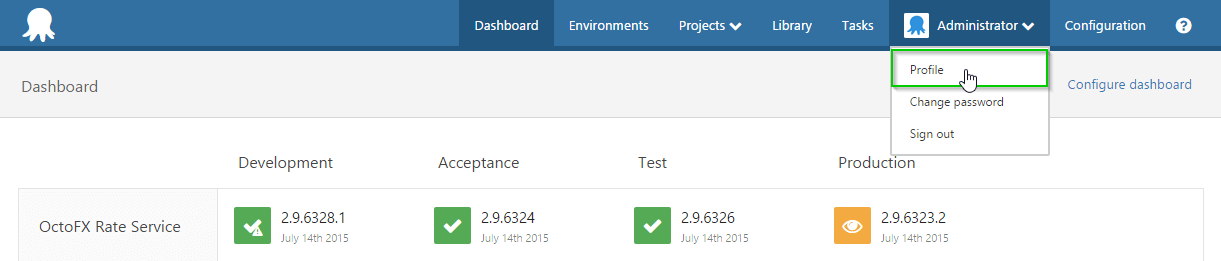 Dashboard Environments Projects Library Tasks Administrator Configuration ?
Profile
Dashboard
Configure dashboard
Change password
Sign out
Development Acceptance Test Production
OctoFX Rate Service
2.9.6328.1 2.9.6324 2.9.6326 2.9.6323.2
July 14th 2015 July 14th 2015 July 14th 2015 July 14th 2015